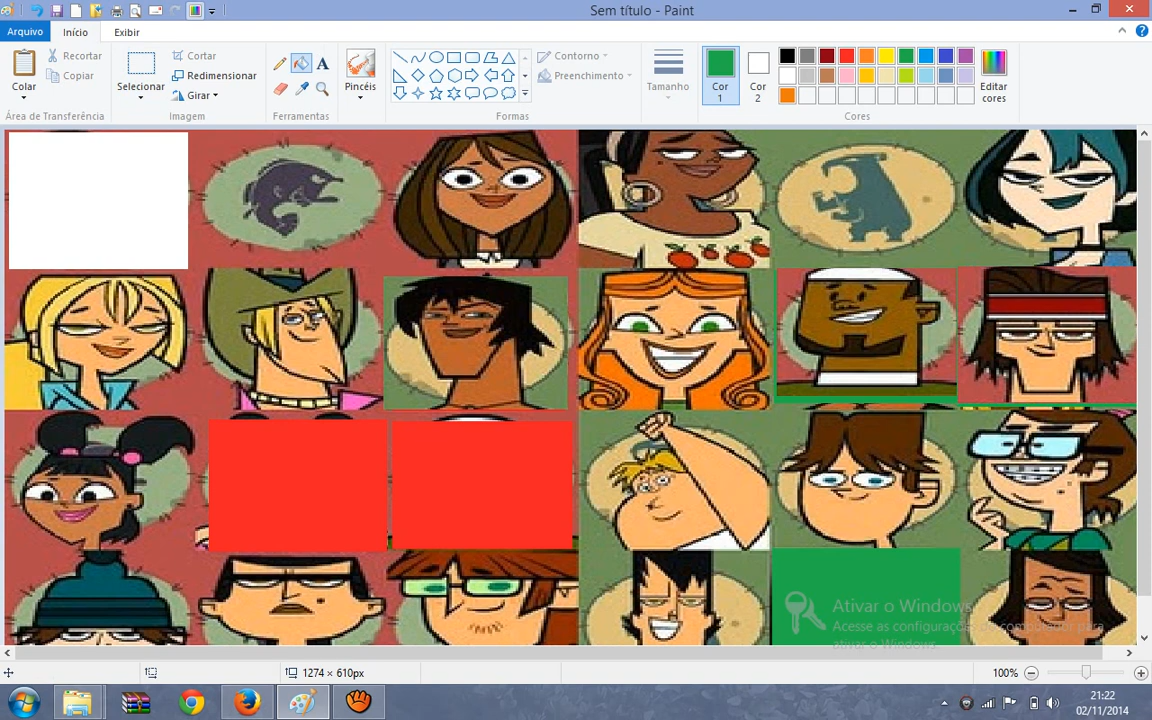 Sem título - Paint
Arquivo Início Exibir
Colar
Recortar
Copiar
Área de Transferência
Selecionar
Cortar
Redimensionar
Girar
Imagem
A
Ferramentas
Pincéis
Contorno
Preenchimento
Formas
Tamanho
Cor 1
Cor 2
Editar cores
Cores
Ativar o Windows
Acesse as configurações do computador para
ativar o Windows.
1274 × 610px
100%
21:22
02/11/2014